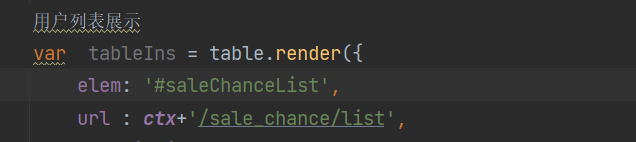 用户列表展示
var  tableIns = table.render({
elem: '#saleChanceList',
url : ctx+'/sale_chance/list',